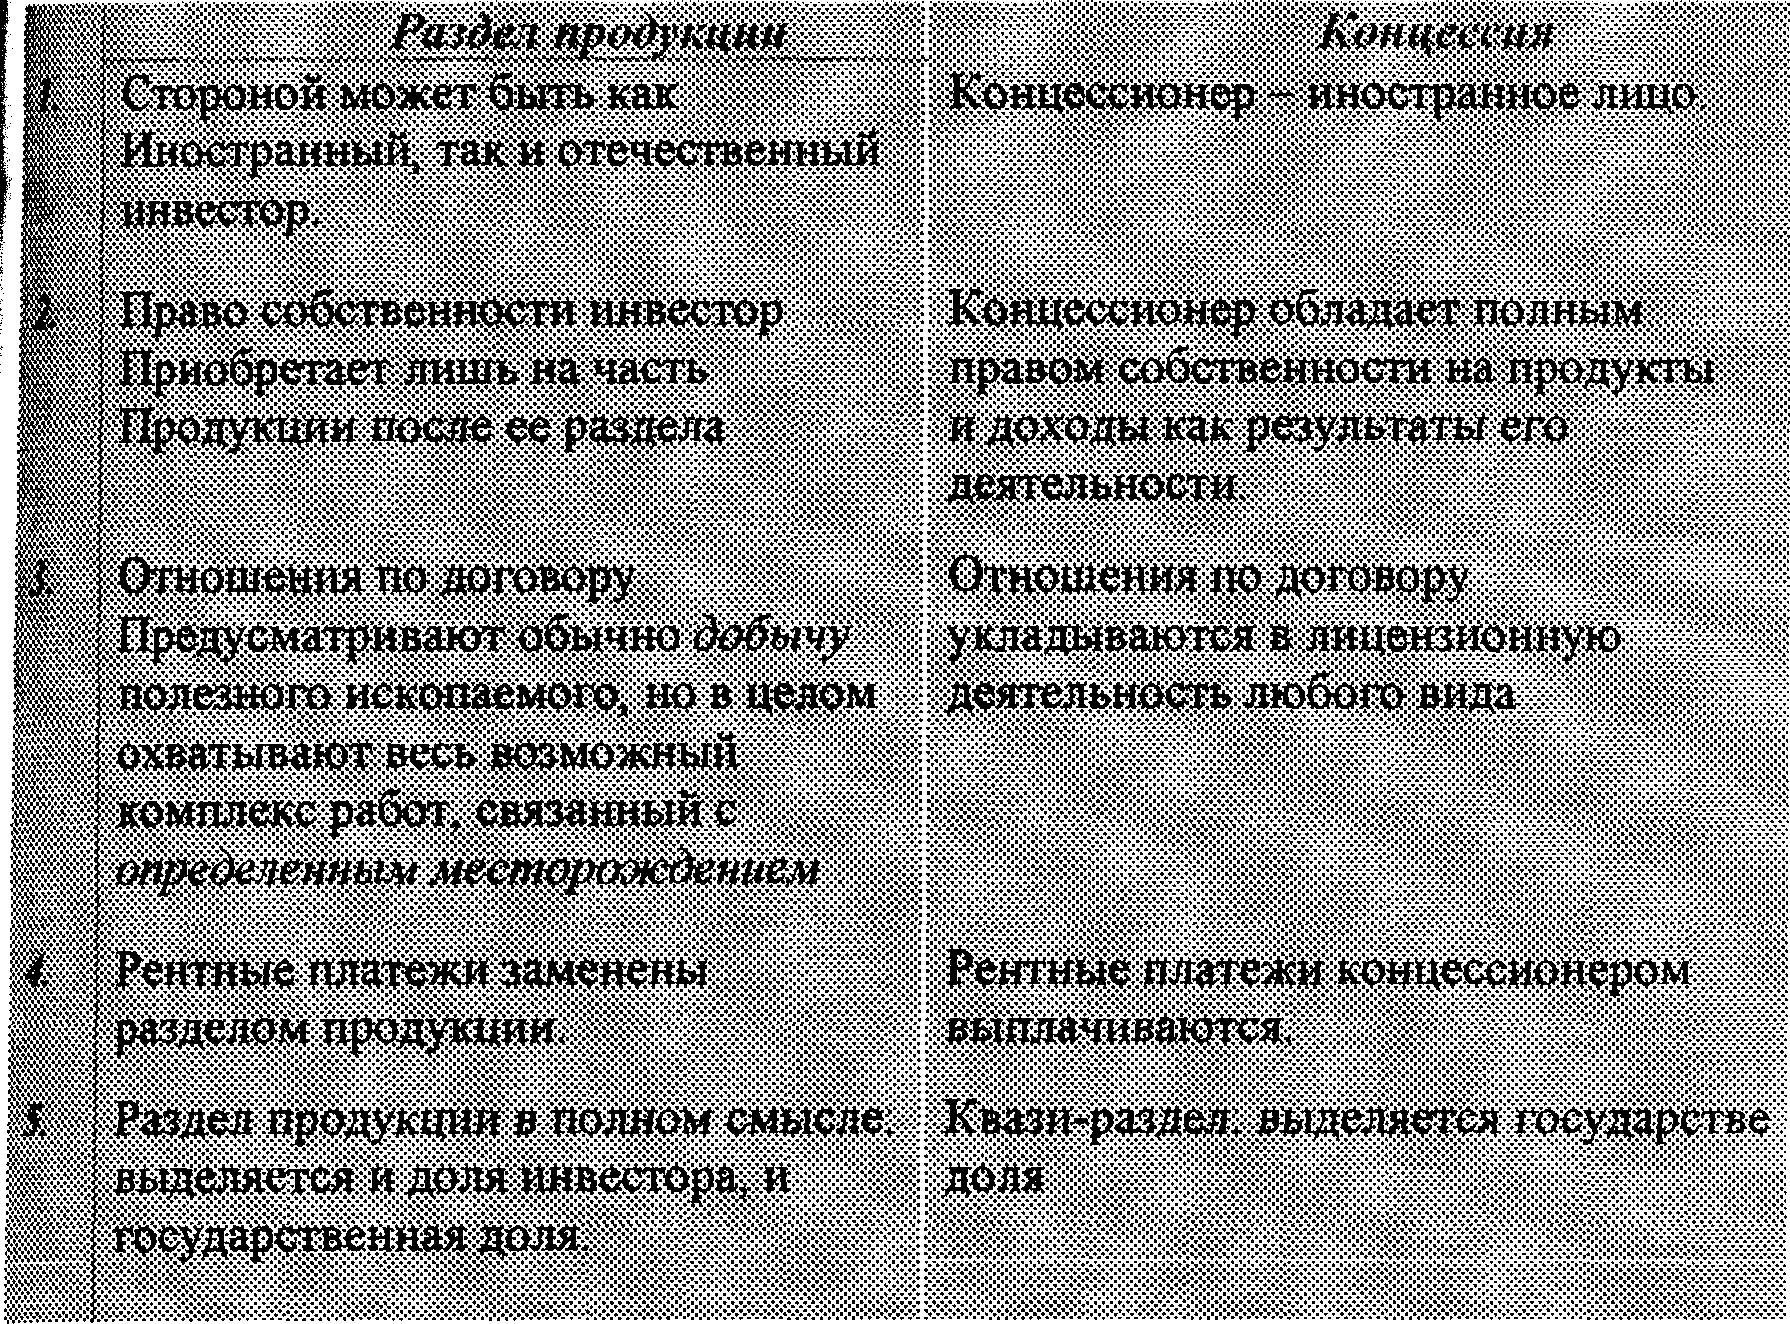 Раздел продукции
Концессия
1.
Стороной может быть как
Иностранный, так и отечественный
инвестор.
Концессионер – иностранное лицо.
2.
Право собственности инвестор
Приобретает лишь на часть
Продукции после ее раздела
Концессионер обладает полным
правом собственности на продукты
и доходы как результаты его
деятельности.
3.
Отношения по договору
Предусматривают обычно добычу
полезного ископаемого, но в целом
охватывают весь возможный
комплекс работ, связанный с
определенным месторождением
Отношения по договору
укладываются в лицензионную
деятельность любого вида
4.
Рентные платежи заменены
разделом продукции.
Рентные платежи концессионером
выплачиваются.
5.
Раздел продукции в полном смысле:
выделяется и доля инвестора, и
государственная доля.
Квази-раздел: выделяется государстве
доля